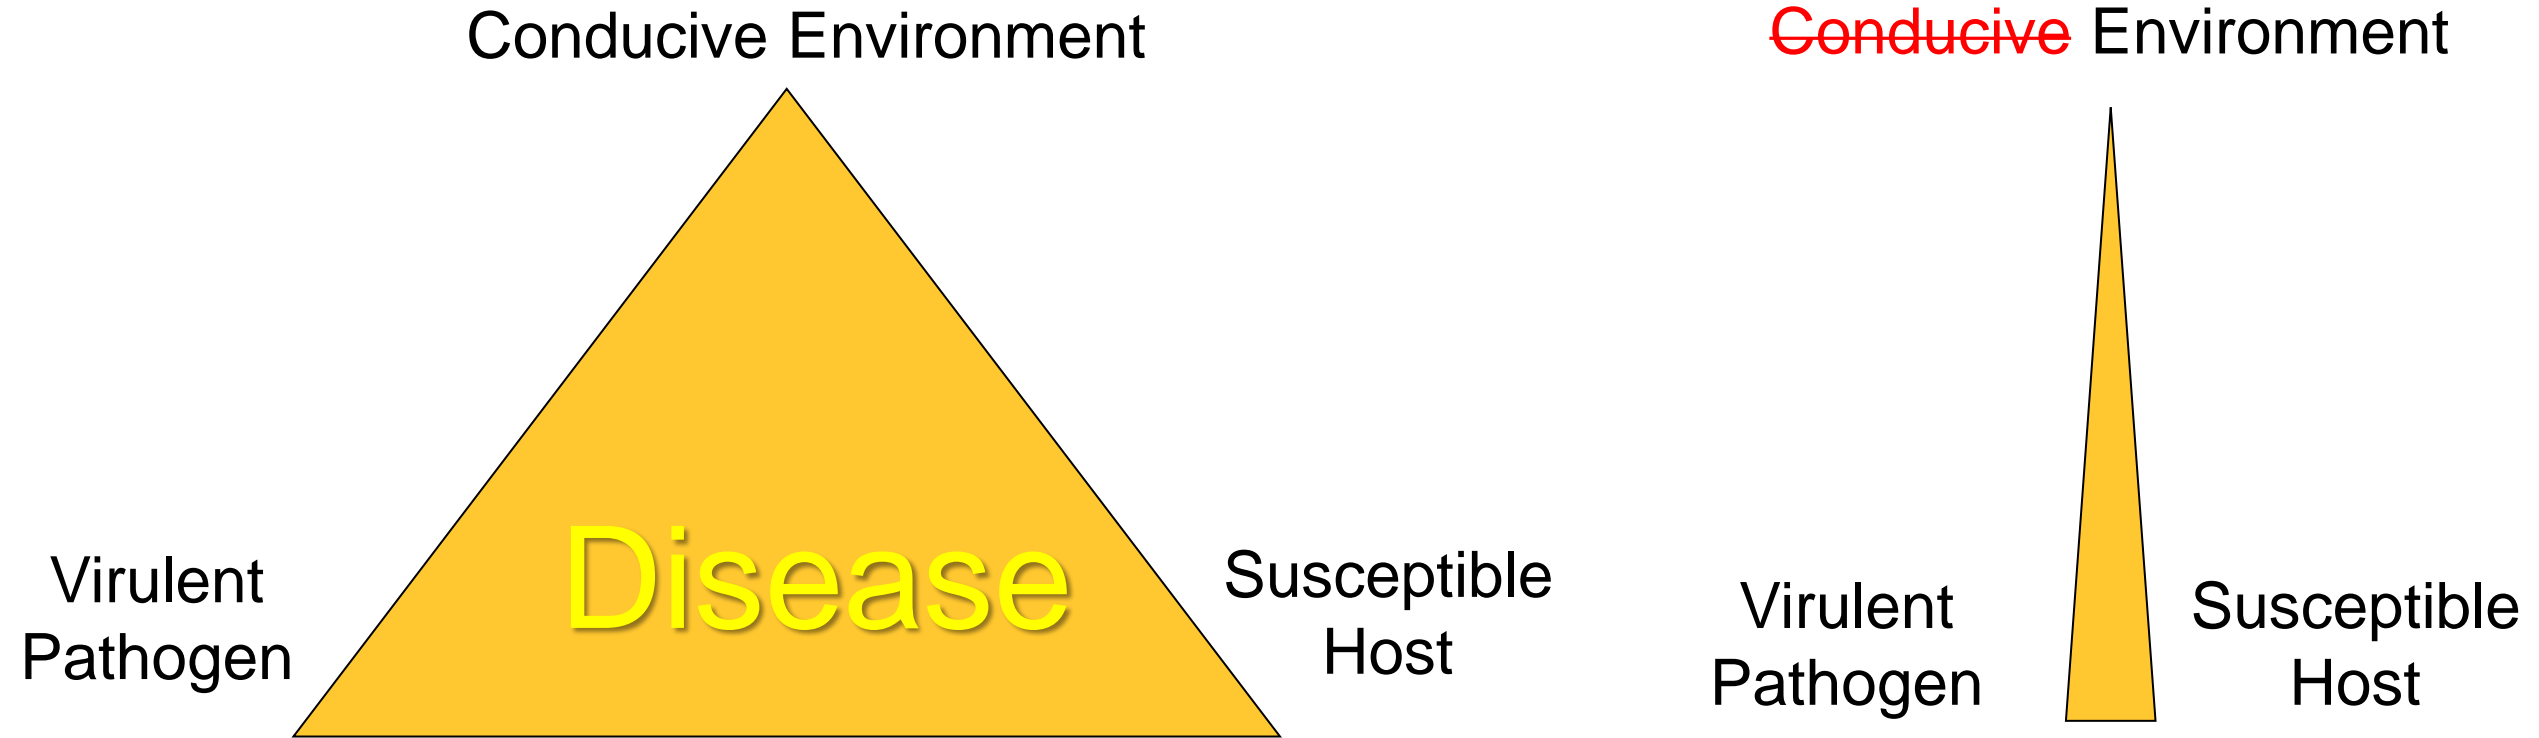 Conducive Environment
Disease
Virulent
Pathogen
Susceptible
Host
Conducive Environment
Virulent
Pathogen
Susceptible
Host